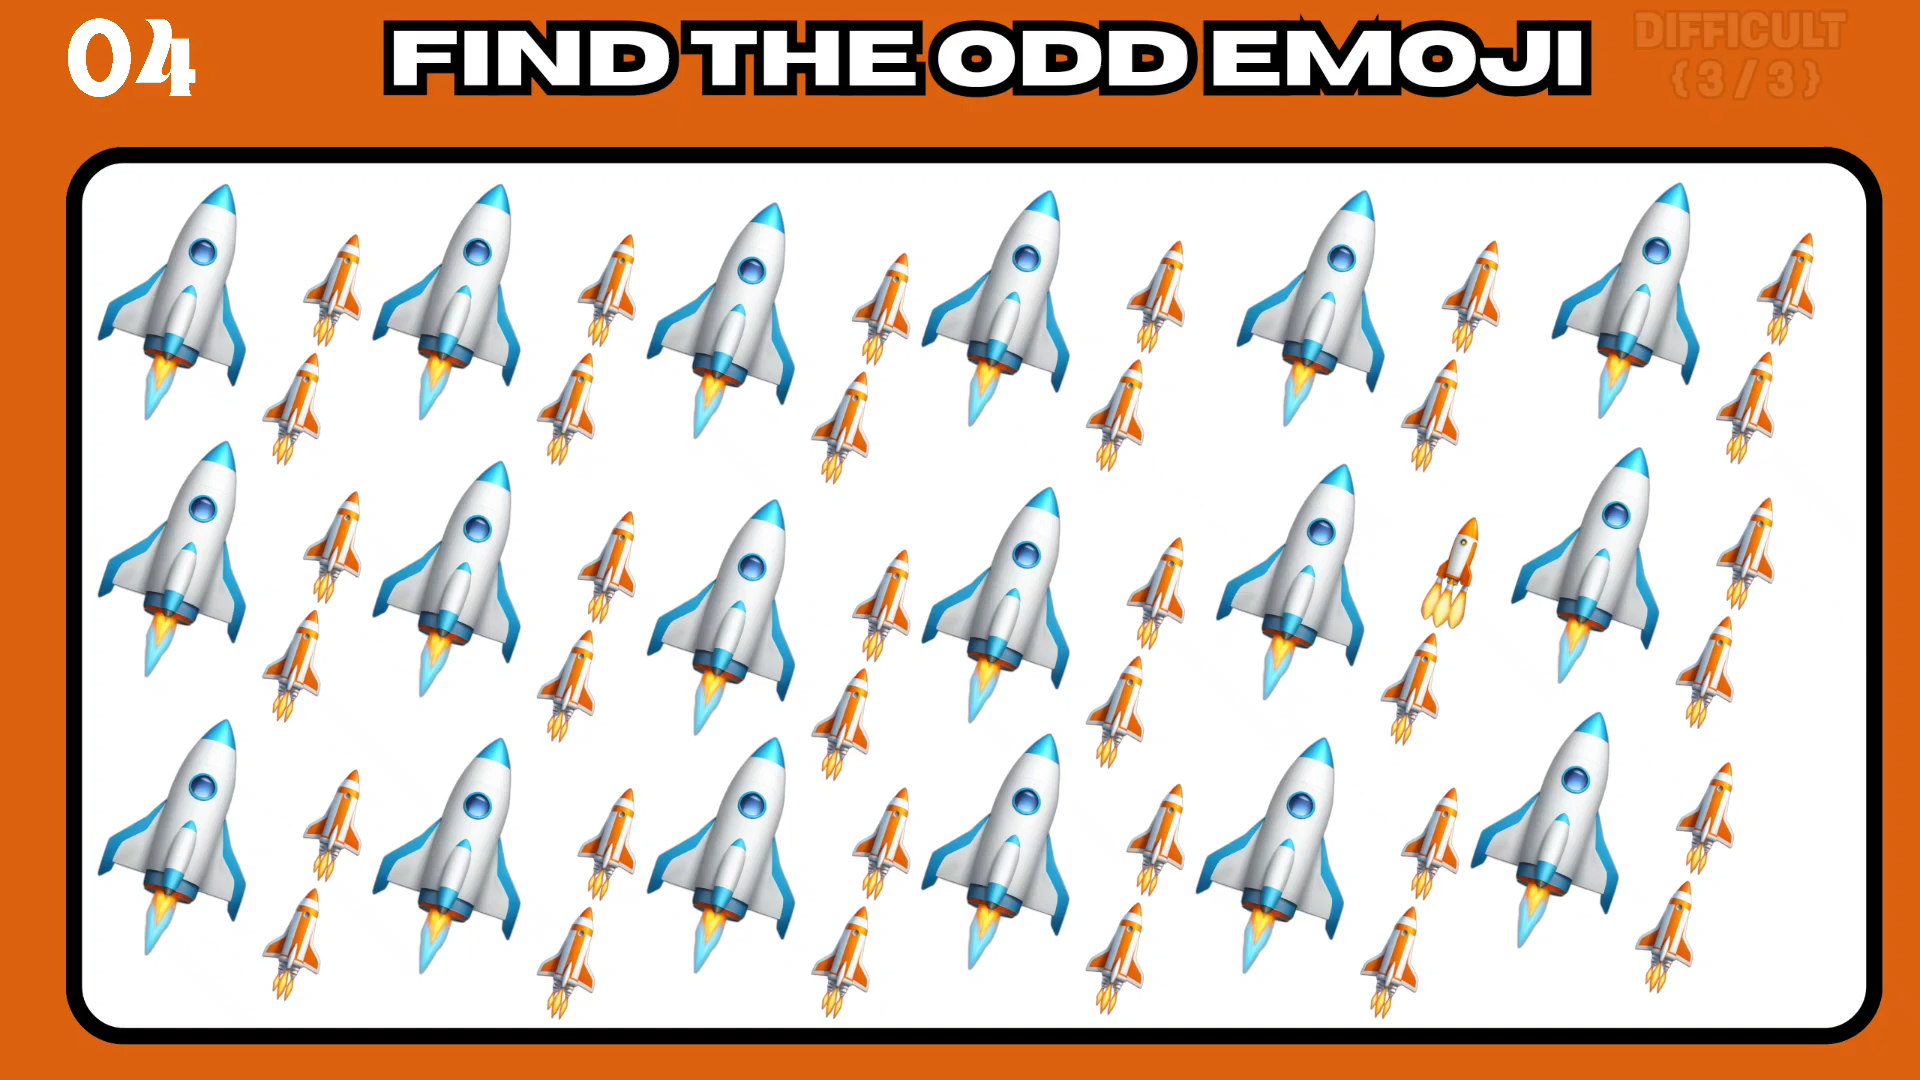 04
FIND THE ODD EMOJI
DIFFICULT
{3/3}